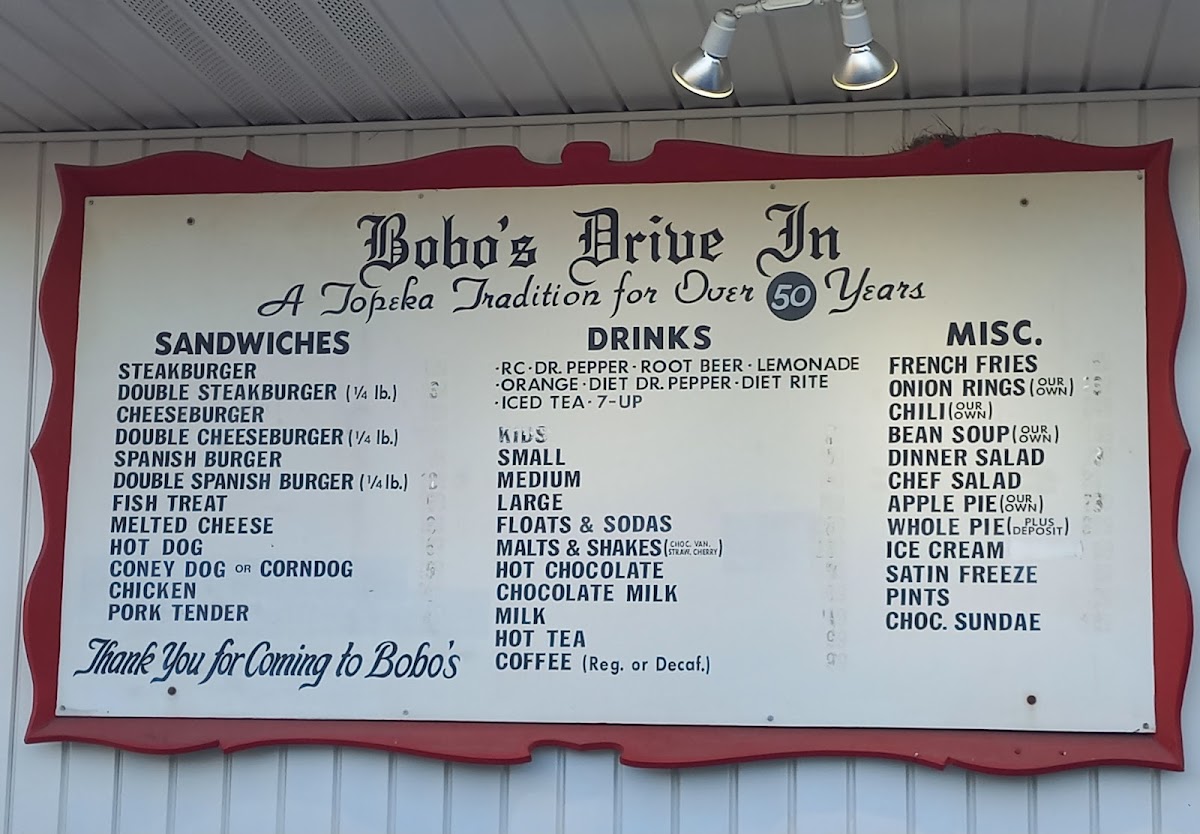 Bobo's Drive In
A Topeka Tradition for Over 50 Years
SANDWICHES
STEAKBURGER
DOUBLE STEAKBURGER (1/4 lb.)
CHEESEBURGER
DOUBLE CHEESEBURGER (1/4 lb.)
SPANISH BURGER
DOUBLE SPANISH BURGER (1/4 lb.)
FISH TREAT
MELTED CHEESE
HOT DOG
CONEY DOG OR CORNDOG
CHICKEN
PORK TENDER
Thank You for Coming to Bobo's
DRINKS
·RC·DR. PEPPER·ROOT BEER·LEMONADE
·ORANGE·DIET DR. PEPPER·DIET RITE
·ICED TEA·7-UP
KIDS
SMALL
MEDIUM
LARGE
FLOATS & SODAS
MALTS & SHAKES (CHOC. VAN. STRAW. CHERRY)
HOT CHOCOLATE
CHOCOLATE MILK
MILK
HOT TEA
COFFEE (Reg. or Decaf.)
MISC.
FRENCH FRIES
ONION RINGS (OUR OWN)
CHILI (OUR OWN)
BEAN SOUP (OUR OWN)
DINNER SALAD
CHEF SALAD
APPLE PIE (OUR OWN)
WHOLE PIE (PLUS DEPOSIT)
ICE CREAM
SATIN FREEZE
PINTS
CHOC. SUNDAE